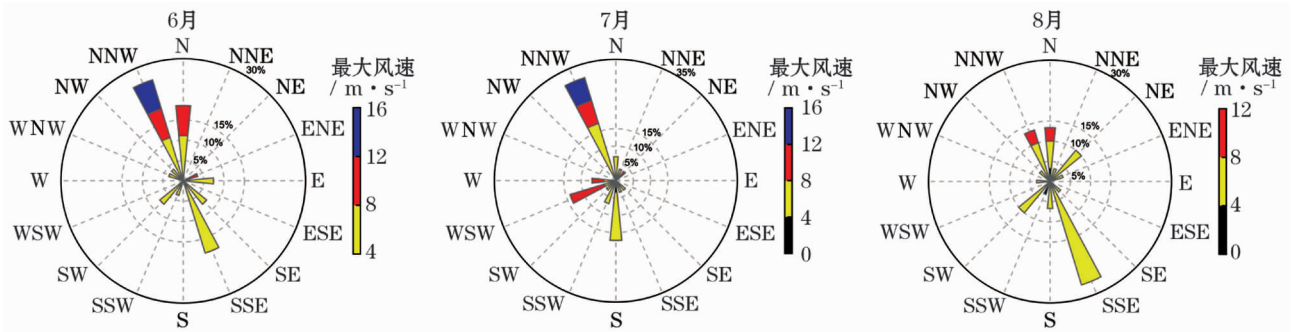 6月
N
NNE
30%
NE
ENE
E
ESE
SE
SSE
S
SSW
SW
WSW
W
WNW
NW
NNW
15%
10%
5%
最大风速
/ m·s⁻¹
16
12
8
4
7月
N
NNE
35%
NE
ENE
E
ESE
SE
SSE
S
SSW
SW
WSW
W
WNW
NW
NNW
15%
10%
5%
最大风速
/ m·s⁻¹
16
12
8
4
0
8月
N
NNE
30%
NE
ENE
E
ESE
SE
SSE
S
SSW
SW
WSW
W
WNW
NW
NNW
15%
10%
5%
最大风速
/ m·s⁻¹
12
8
4
0